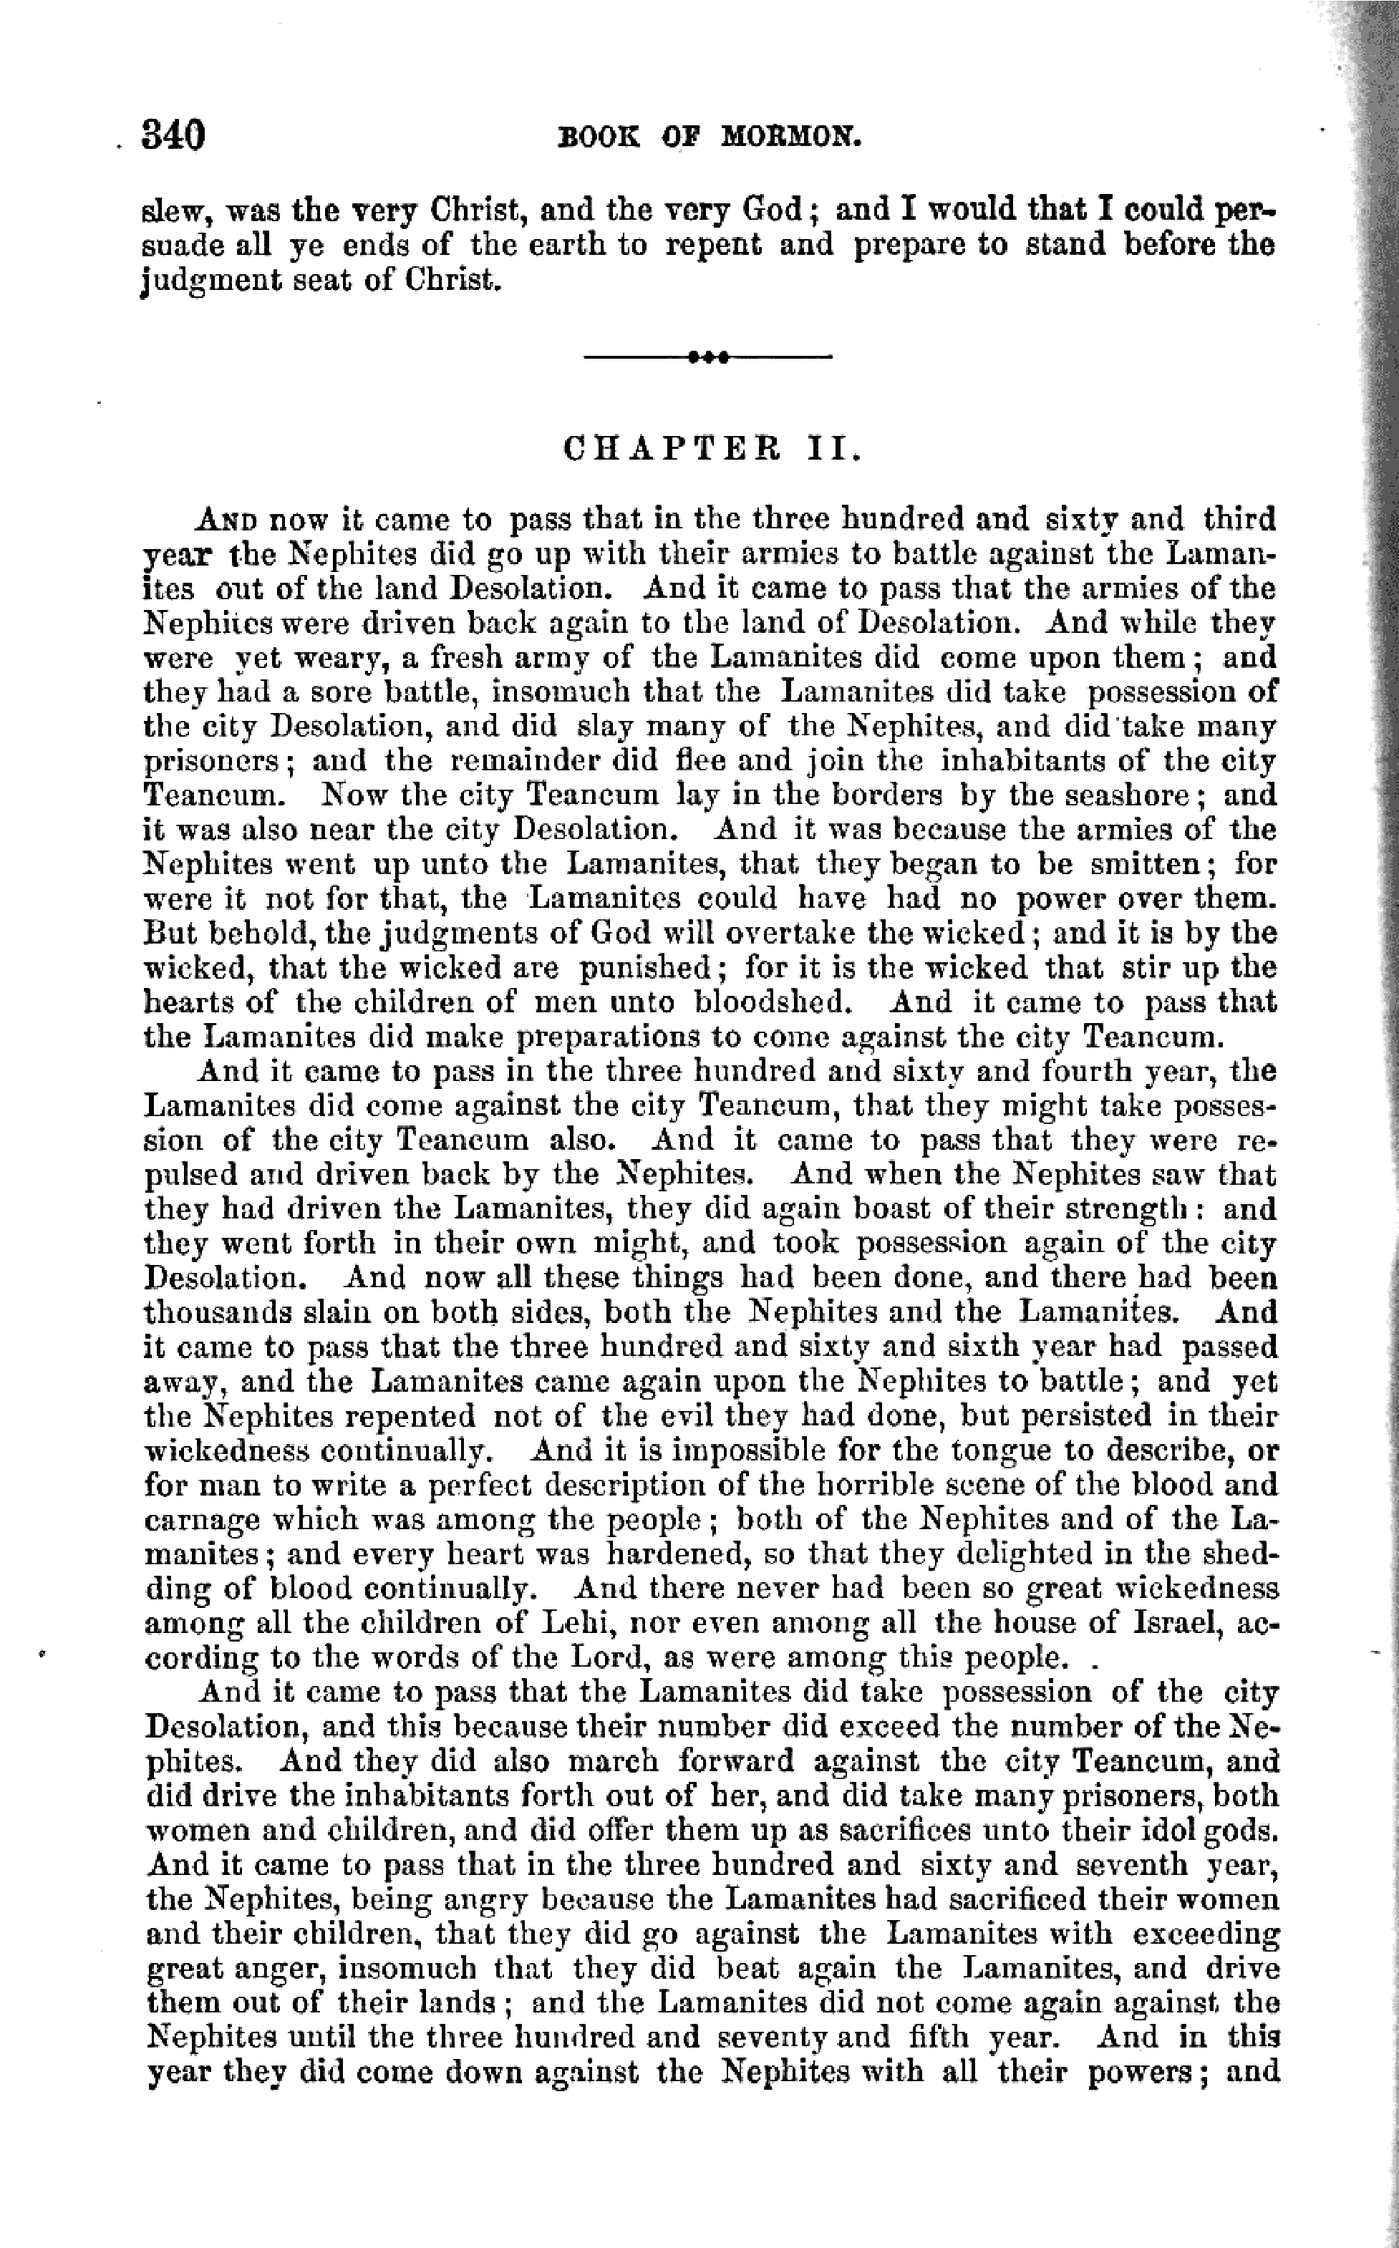 340 BOOK OF MORMON.
slew, was the very Christ, and the very God; and I would that I could per-
suade all ye ends of the earth to repent and prepare to stand before the
judgment seat of Christ.
CHAPTER II.
AND now it came to pass that in the three hundred and sixty and third
year the Nephites did go up with their armies to battle against the Laman-
ites out of the land Desolation. And it came to pass that the armies of the
Nephites were driven back again to the land of Desolation. And while they
were yet weary, a fresh army of the Lamanites did come upon them; and
they had a sore battle, insomuch that the Lamanites did take possession of
the city Desolation, and did slay many of the Nephites, and did take many
prisoners; and the remainder did flee and join the inhabitants of the city
Teancum. Now the city Teancum lay in the borders by the seashore; and
it was also near the city Desolation. And it was because the armies of the
Nephites went up unto the Lamanites, that they began to be smitten; for
were it not for that, the Lamanites could have had no power over them.
But behold, the judgments of God will overtake the wicked; and it is by the
wicked, that the wicked are punished; for it is the wicked that stir up the
hearts of the children of men unto bloodshed. And it came to pass that
the Lamanites did make preparations to come against the city Teancum.
And it came to pass in the three hundred and sixty and fourth year, the
Lamanites did come against the city Teancum, that they might take posses-
sion of the city Teancum also. And it came to pass that they were re-
pulsed and driven back by the Nephites. And when the Nephites saw that
they had driven the Lamanites, they did again boast of their strength: and
they went forth in their own might, and took possession again of the city
Desolation. And now all these things had been done, and there had been
thousands slain on both sides, both the Nephites and the Lamanites. And
it came to pass that the three hundred and sixty and sixth year had passed
away, and the Lamanites came again upon the Nephites to battle; and yet
the Nephites repented not of the evil they had done, but persisted in their
wickedness continually. And it is impossible for the tongue to describe, or
for man to write a perfect description of the horrible scene of the blood and
carnage which was among the people; both of the Nephites and of the La-
manites; and every heart was hardened, so that they delighted in the shed-
ding of blood continually. And there never had been so great wickedness
among all the children of Lehi, nor even among all the house of Israel, ac-
cording to the words of the Lord, as were among this people.
And it came to pass that the Lamanites did take possession of the city
Desolation, and this because their number did exceed the number of the Ne-
phites. And they did also march forward against the city Teancum, and
did drive the inhabitants forth out of her, and did take many prisoners, both
women and children, and did offer them up as sacrifices unto their idol gods.
And it came to pass that in the three hundred and sixty and seventh year,
the Nephites, being angry because the Lamanites had sacrificed their women
and their children, that they did go against the Lamanites with exceeding
great anger, insomuch that they did beat again the Lamanites, and drive
them out of their lands; and the Lamanites did not come again against the
Nephites until the three hundred and seventy and fifth year. And in this
year they did come down against the Nephites with all their powers; and